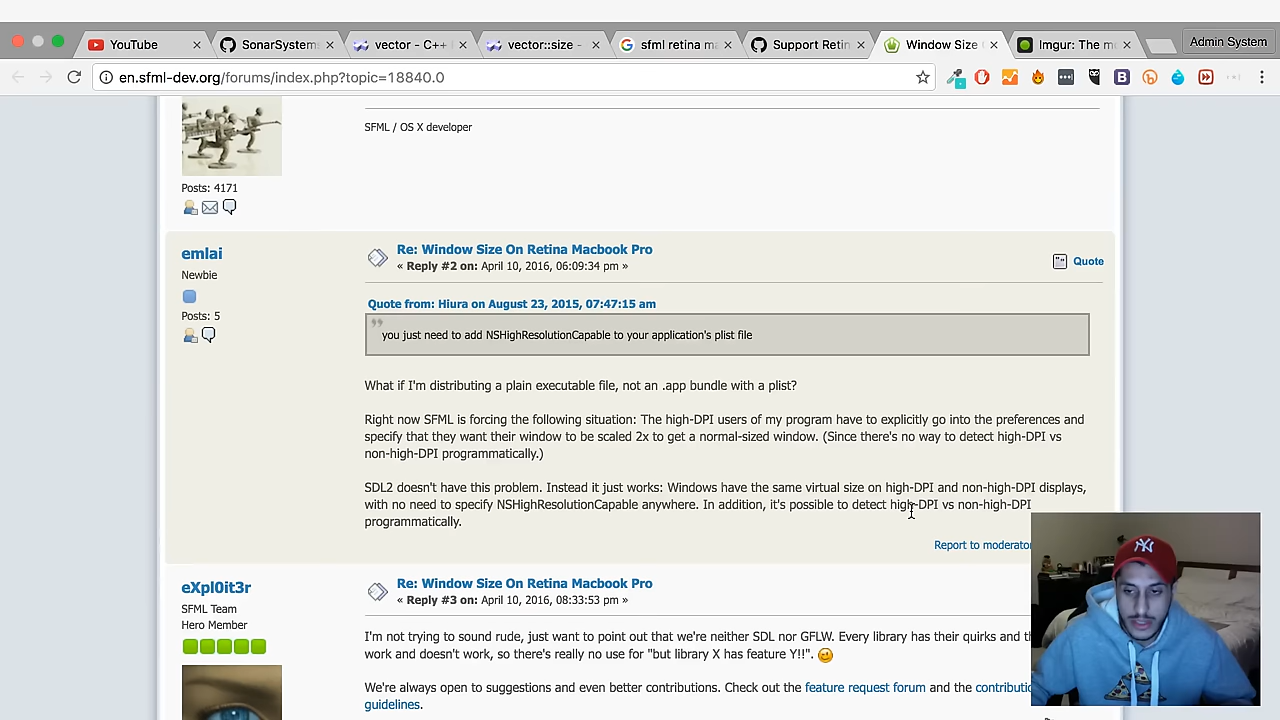 YouTube
SonarSystem
vector - C++
vector::size -
sfml retina ma
Support Retin
Window Size
Imgur: The m
Admin System
en.sfml-dev.org/forums/index.php?topic=18840.0
SFML / OS X developer
Posts: 4171
emlai
Newbie
Posts: 5
Re: Window Size On Retina Macbook Pro
« Reply #2 on: April 10, 2016, 06:09:34 pm »
Quote
Quote from: Hiura on August 23, 2015, 07:47:15 am
you just need to add NSHighResolutionCapable to your application's plist file
What if I'm distributing a plain executable file, not an .app bundle with a plist?
Right now SFML is forcing the following situation: The high-DPI users of my program have to explicitly go into the preferences and
specify that they want their window to be scaled 2x to get a normal-sized window. (Since there's no way to detect high-DPI vs
non-high-DPI programmatically.)
SDL2 doesn't have this problem. Instead it just works: Windows have the same virtual size on high-DPI and non-high-DPI displays,
with no need to specify NSHighResolutionCapable anywhere. In addition, it's possible to detect high-DPI vs non-high-DPI
programmatically.
Report to moderator
eXpl0it3r
SFML Team
Hero Member
Re: Window Size On Retina Macbook Pro
« Reply #3 on: April 10, 2016, 08:33:53 pm »
I'm not trying to sound rude, just want to point out that we're neither SDL nor GFLW. Every library has their quirks and th
work and doesn't work, so there's really no use for "but library X has feature Y!!".
We're always open to suggestions and even better contributions. Check out the feature request forum and the contributio
guidelines.